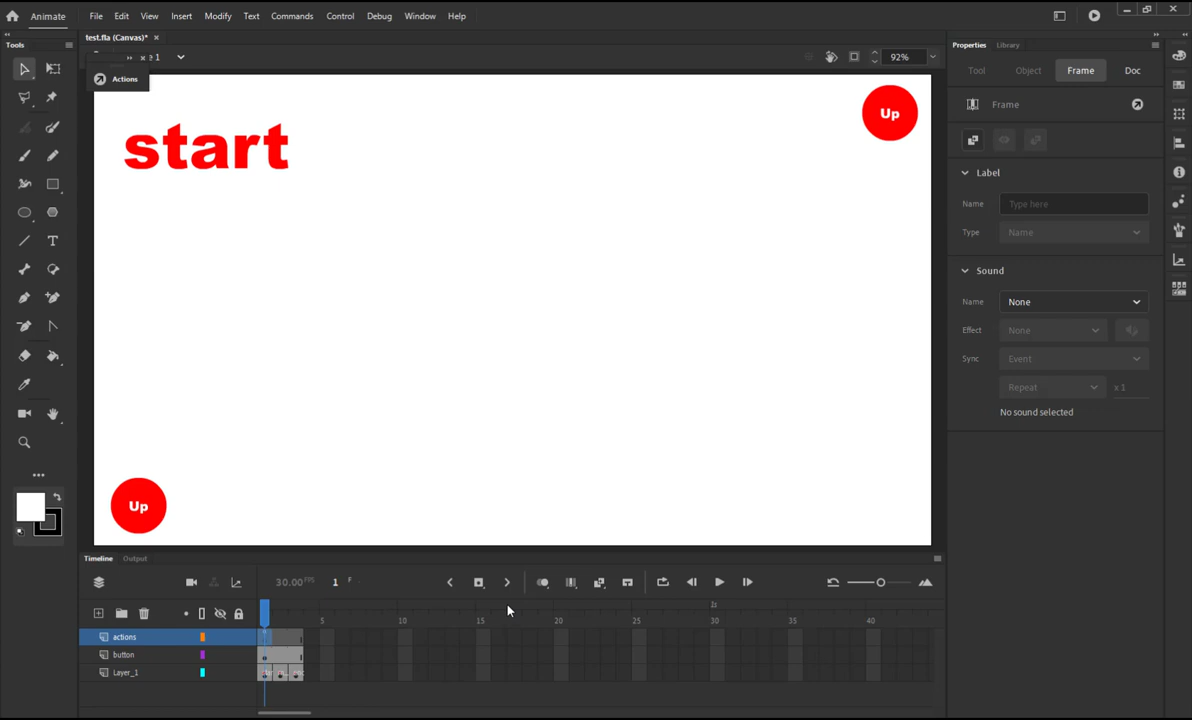 Animate File Edit View Insert Modify Text Commands Control Debug Window Help
test.fla (Canvas)* ×
Tools
1
92%
Actions
start
Up
Up
Properties Library
Tool Object Frame Doc
Frame
Label
Name Type here
Type Name
Sound
Name None
Effect None
Sync Event
Repeat x 1
No sound selected
Timeline Output
30.00 FPS 1 F
1s
5 10 15 20 25 30 35 40
actions
button
Layer_1